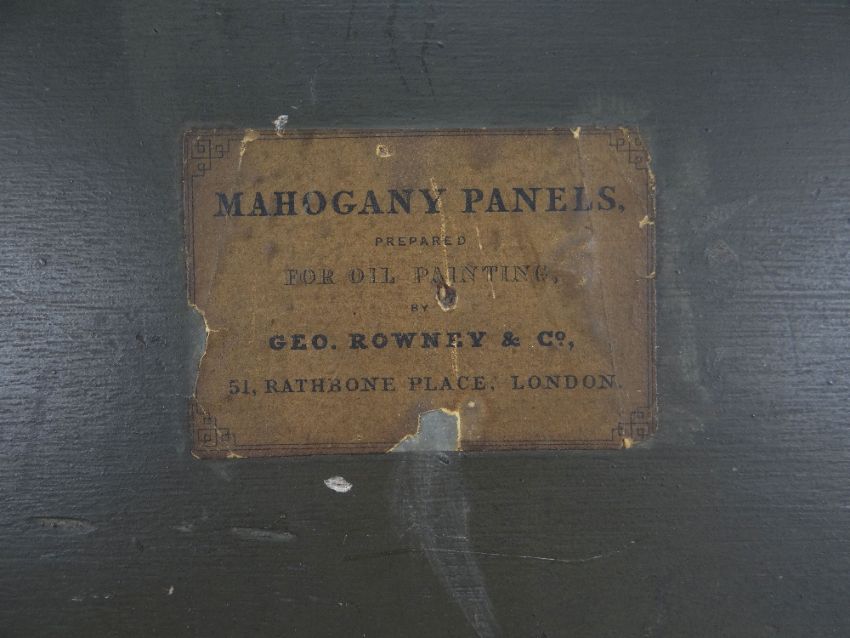 MAHOGANY PANELS,
PREPARED
FOR OIL PAINTING,
BY
GEO. ROWNEY & Cº,
51, RATHBONE PLACE, LONDON.